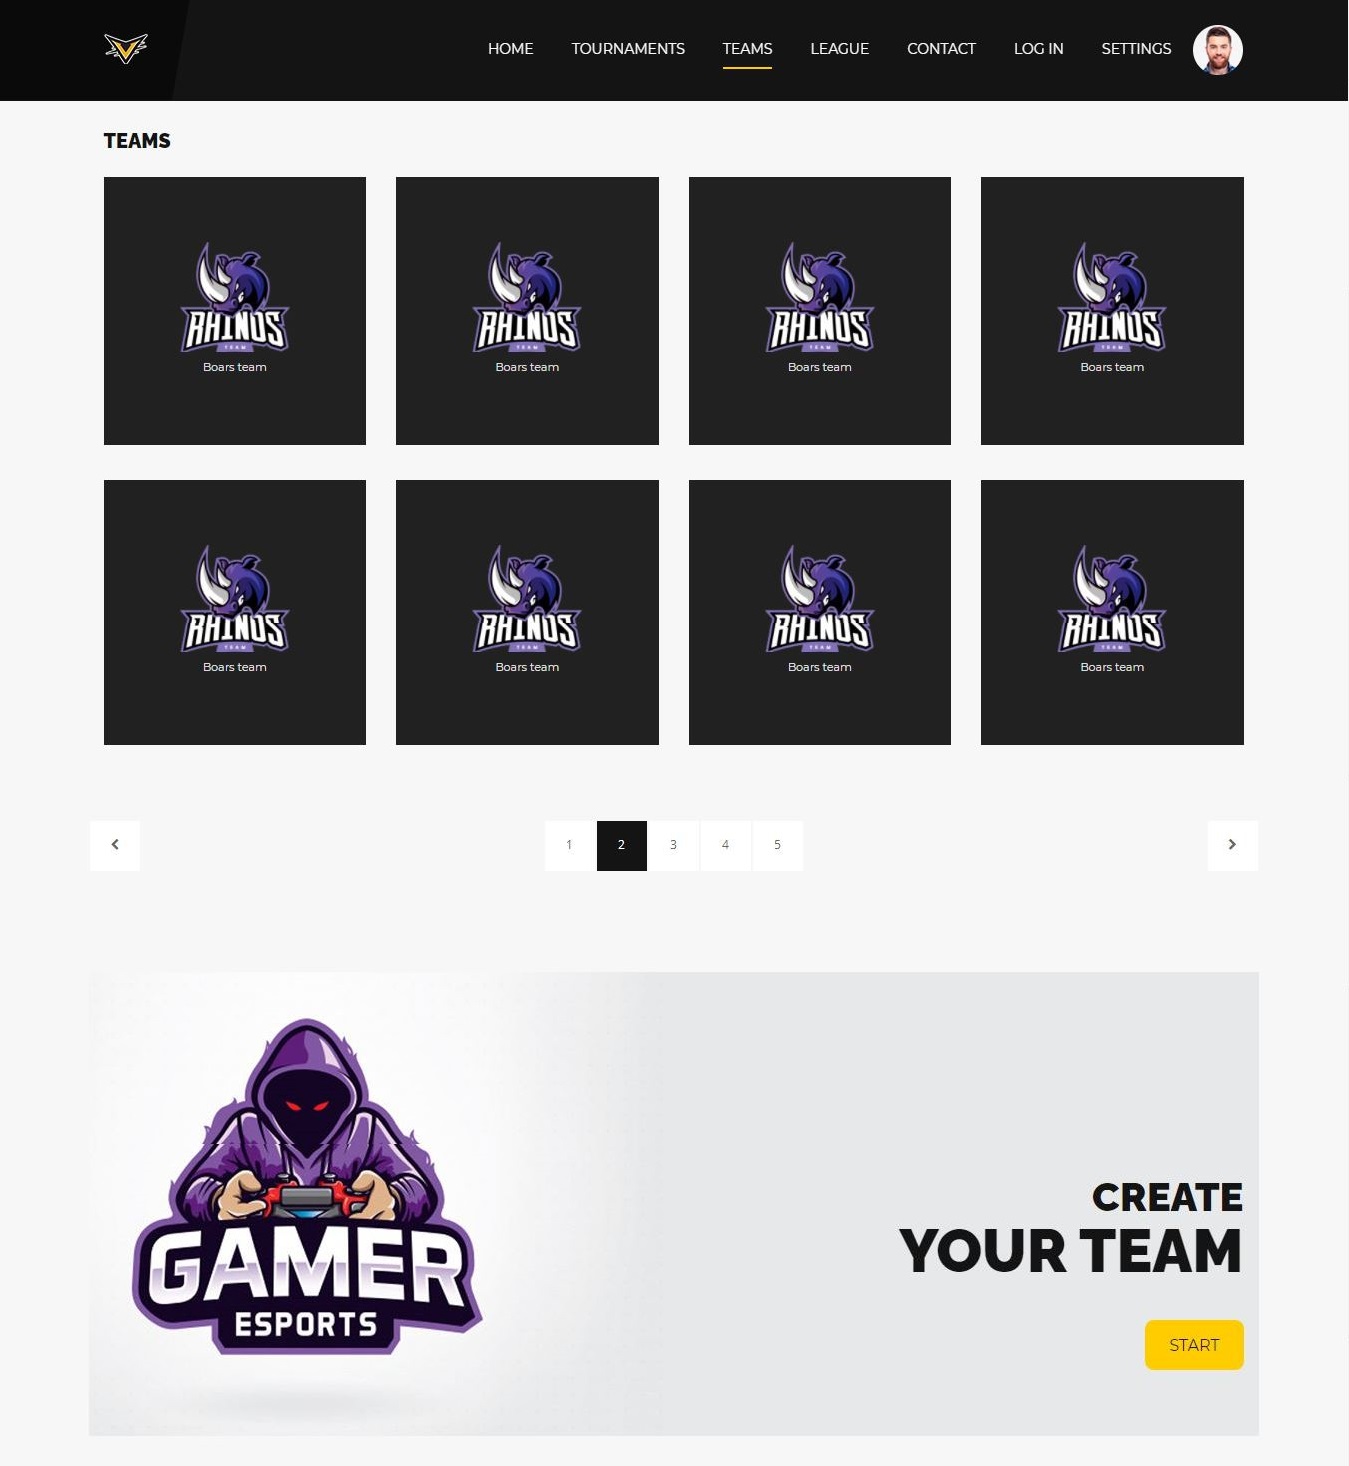 HOME TOURNAMENTS TEAMS LEAGUE CONTACT LOG IN SETTINGS
TEAMS
RHINOS RHINOS RHINOS RHINOS
TEAM TEAM TEAM TEAM
Boars team Boars team Boars team Boars team
RHINOS RHINOS RHINOS RHINOS
TEAM TEAM TEAM TEAM
Boars team Boars team Boars team Boars team
1 2 3 4 5
GAMER
ESPORTS
CREATE
YOUR TEAM
START